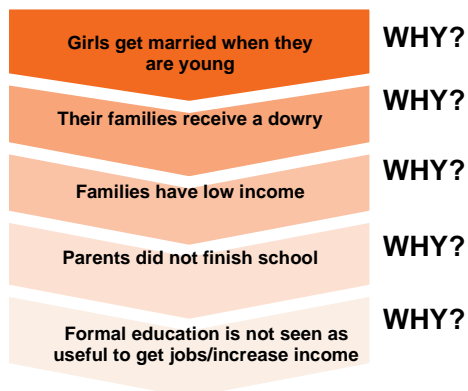 Girls get married when they
are young
WHY?
Their families receive a dowry
WHY?
Families have low income
WHY?
Parents did not finish school
WHY?
Formal education is not seen as
useful to get jobs/increase income
WHY?